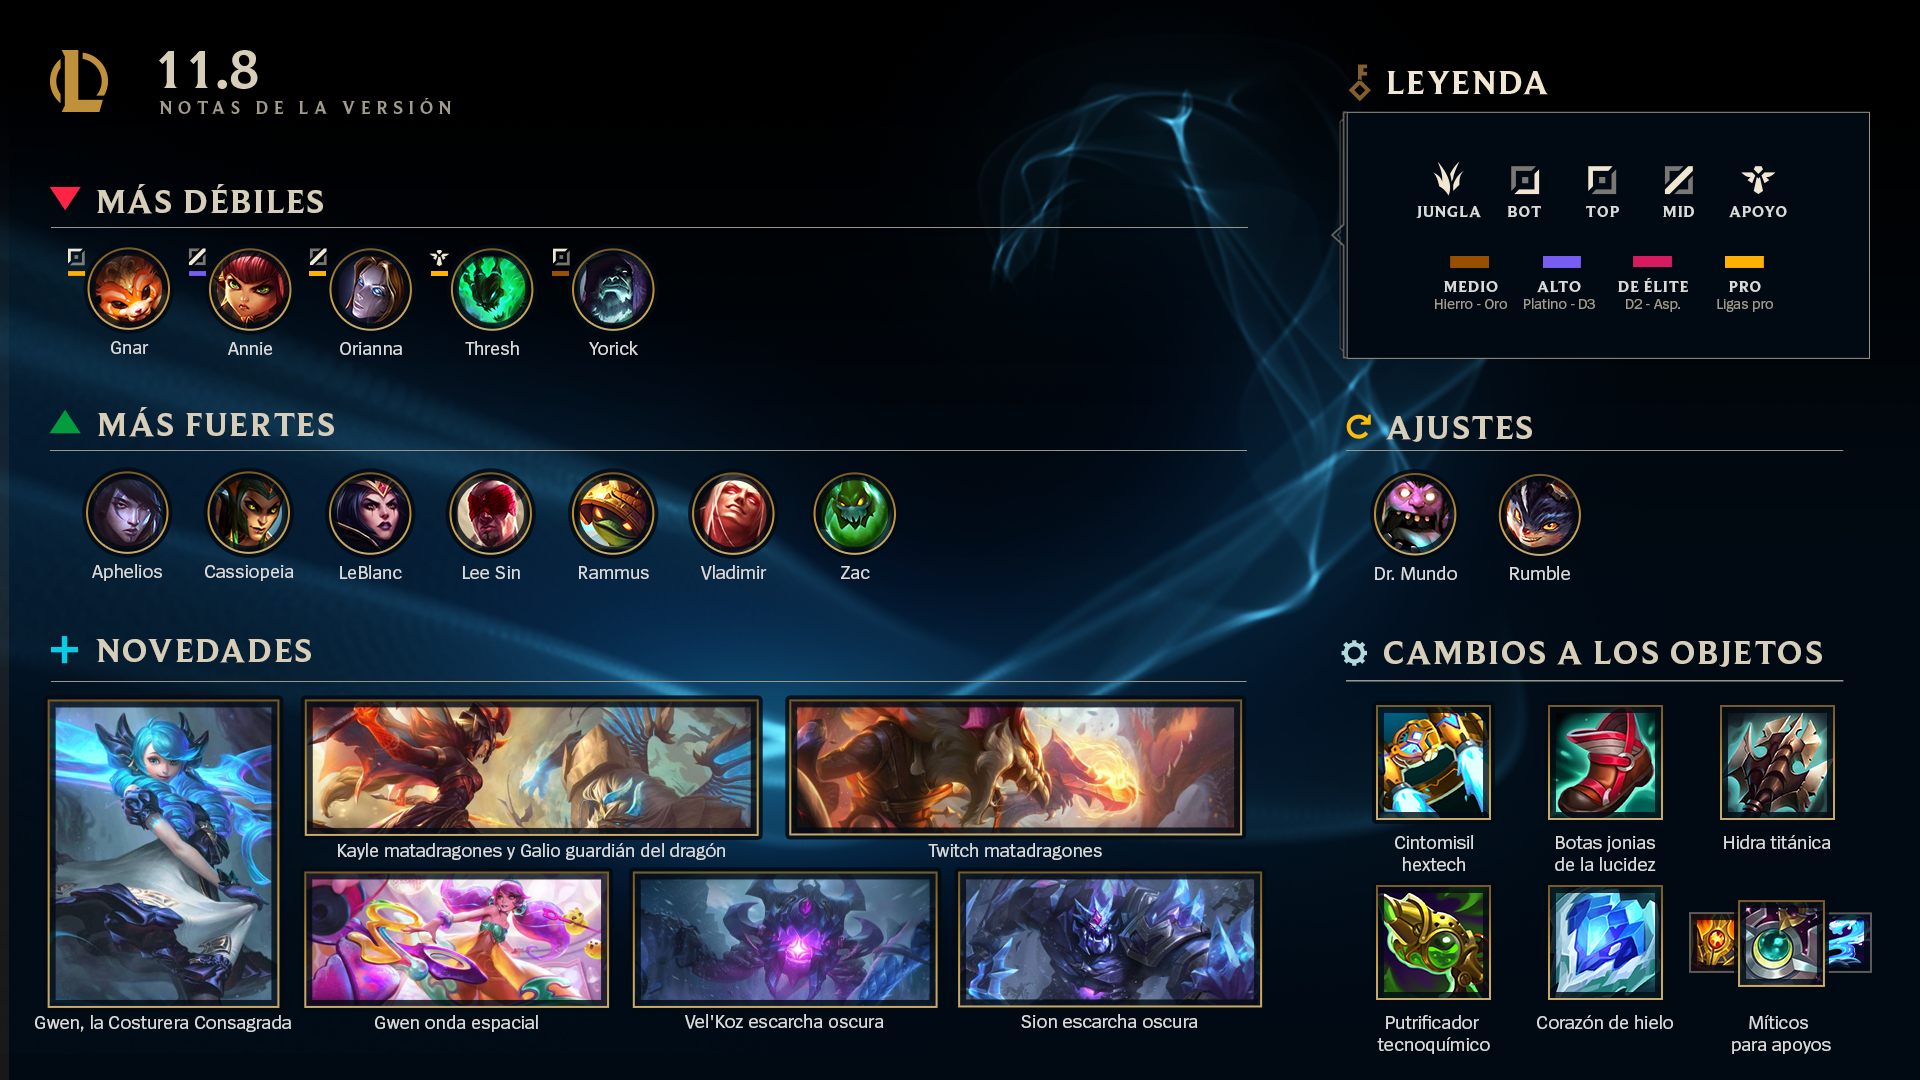 11.8
NOTAS DE LA VERSIÓN
MÁS DÉBILES
Gnar
Annie
Orianna
Thresh
Yorick
MÁS FUERTES
Aphelios
Cassiopeia
LeBlanc
Lee Sin
Rammus
Vladimir
Zac
NOVEDADES
Kayle matadragones y Galio guardián del dragón
Twitch matadragones
Gwen, la Costurera Consagrada
Gwen onda espacial
Vel'Koz escarcha oscura
Sion escarcha oscura
LEYENDA
JUNGLA
BOT
TOP
MID
APOYO
MEDIO
Hierro - Oro
ALTO
Platino - D3
DE ÉLITE
D2 - Asp.
PRO
Ligas pro
AJUSTES
Dr. Mundo
Rumble
CAMBIOS A LOS OBJETOS
Cintomisil
hextech
Botas jonias
de la lucidez
Hidra titánica
Putrificador
tecnoquímico
Corazón de hielo
Míticos
para apoyos